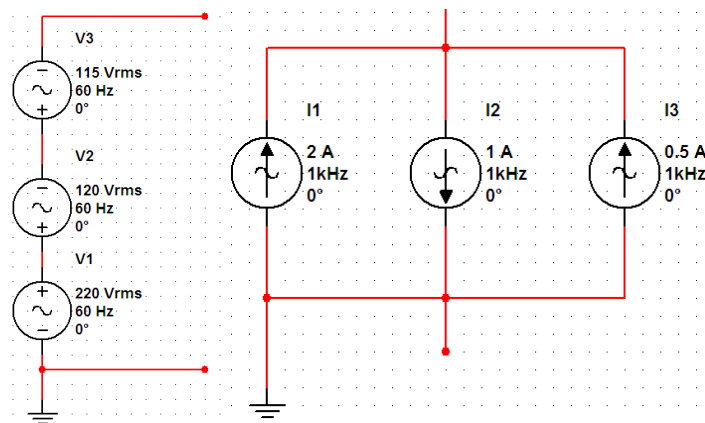 V3
115 Vrms
60 Hz
0°
V2
120 Vrms
60 Hz
0°
V1
220 Vrms
60 Hz
0°
I1
2 A
1kHz
0°
I2
1 A
1kHz
0°
I3
0.5 A
1kHz
0°